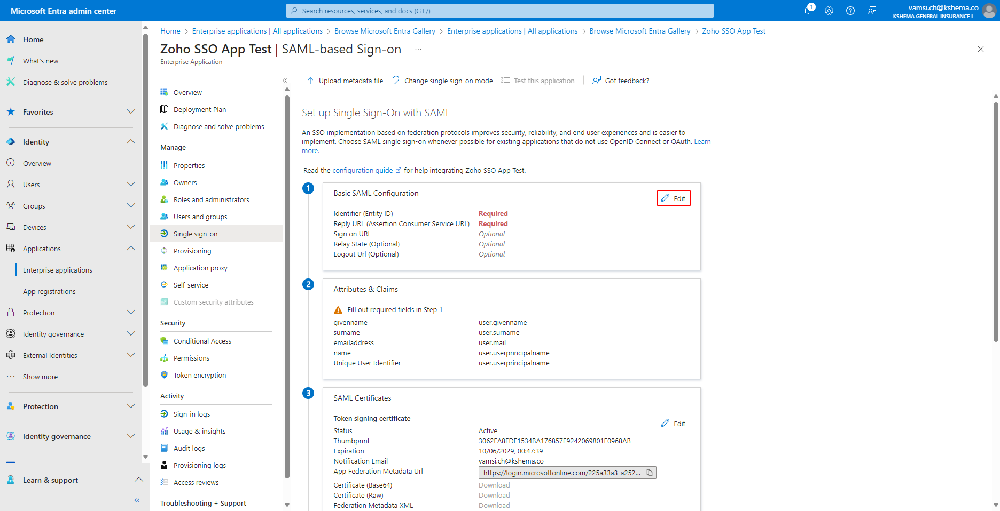 Microsoft Entra admin center
Search resources, services, and docs (G+/)
1
vamsi.ch@kshema.co
KSHEMA GENERAL INSURANCE L...
Home
What's new
Diagnose & solve problems
Favorites
Identity
Overview
Users
Groups
Devices
Applications
Enterprise applications
App registrations
Protection
Identity governance
External Identities
Show more
Protection
Identity governance
Learn & support
Home > Enterprise applications | All applications > Browse Microsoft Entra Gallery > Enterprise applications | All applications > Browse Microsoft Entra Gallery > Zoho SSO App Test
Zoho SSO App Test | SAML-based Sign-on ...
Enterprise Application
Overview
Deployment Plan
Diagnose and solve problems
Manage
Properties
Owners
Roles and administrators
Users and groups
Single sign-on
Provisioning
Application proxy
Self-service
Custom security attributes
Security
Conditional Access
Permissions
Token encryption
Activity
Sign-in logs
Usage & insights
Audit logs
Provisioning logs
Access reviews
Troubleshooting + Support
Upload metadata file Change single sign-on mode Test this application | Got feedback?
Set up Single Sign-On with SAML
An SSO implementation based on federation protocols improves security, reliability, and end user experiences and is easier to
implement. Choose SAML single sign-on whenever possible for existing applications that do not use OpenID Connect or OAuth. Learn
more.
Read the configuration guide for help integrating Zoho SSO App Test.
1
Basic SAML Configuration
Edit
Identifier (Entity ID) Required
Reply URL (Assertion Consumer Service URL) Required
Sign on URL Optional
Relay State (Optional) Optional
Logout Url (Optional) Optional
2
Attributes & Claims
Fill out required fields in Step 1
givenname user.givenname
surname user.surname
emailaddress user.mail
name user.userprincipalname
Unique User Identifier user.userprincipalname
3
SAML Certificates
Token signing certificate
Edit
Status Active
Thumbprint 3062EA8FDF1534BA176857E9242069801E0968AB
Expiration 10/06/2029, 00:47:39
Notification Email vamsi.ch@kshema.co
App Federation Metadata Url https://login.microsoftonline.com/225a33a3-a252...
Certificate (Base64) Download
Certificate (Raw) Download
Federation Metadata XML Download